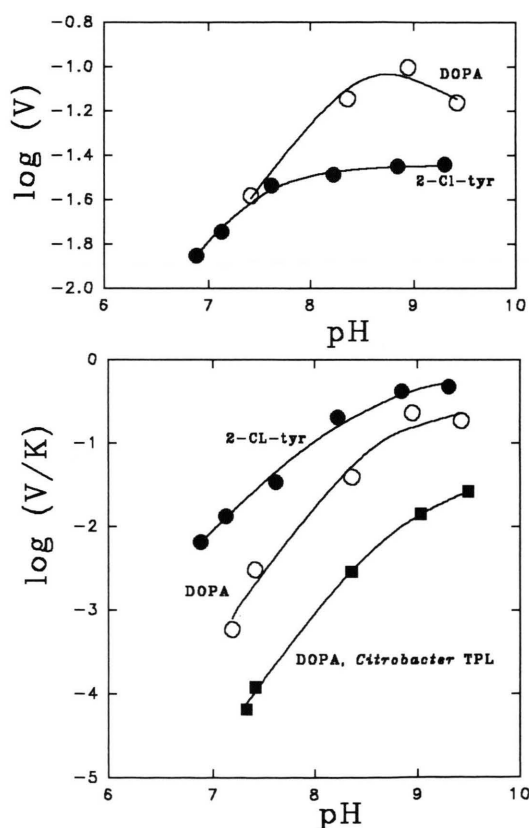 −0.8
−1.0
−1.2
−1.4
−1.6
−1.8
−2.0
log (V)
DOPA
2-Cl-tyr
6 7 8 9 10
pH
0
−1
−2
−3
−4
−5
log (V/K)
2-CL-tyr
DOPA
DOPA, Citrobacter TPL
6 7 8 9 10
pH